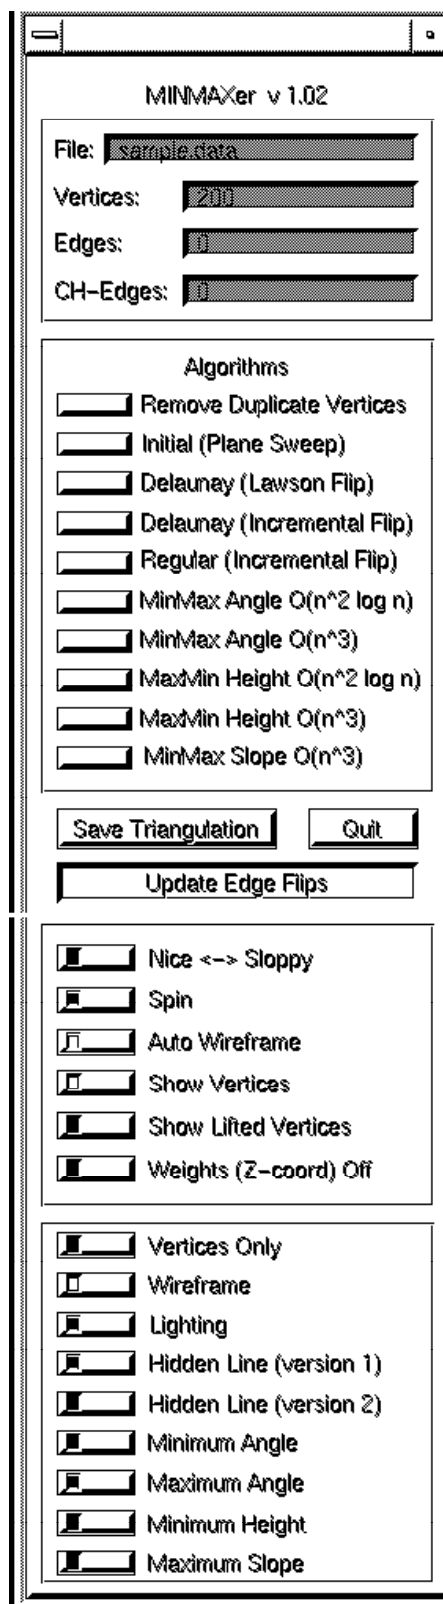 MINMAXer v 1.02
File: sample.data
Vertices: 200
Edges: 0
CH-Edges: 0
Algorithms
Remove Duplicate Vertices
Initial (Plane Sweep)
Delaunay (Lawson Flip)
Delaunay (Incremental Flip)
Regular (Incremental Flip)
MinMax Angle O(n^2 log n)
MinMax Angle O(n^3)
MaxMin Height O(n^2 log n)
MaxMin Height O(n^3)
MinMax Slope O(n^3)
Save Triangulation Quit
Update Edge Flips
Nice <-> Sloppy
Spin
Auto Wireframe
Show Vertices
Show Lifted Vertices
Weights (Z-coord) Off
Vertices Only
Wireframe
Lighting
Hidden Line (version 1)
Hidden Line (version 2)
Minimum Angle
Maximum Angle
Minimum Height
Maximum Slope